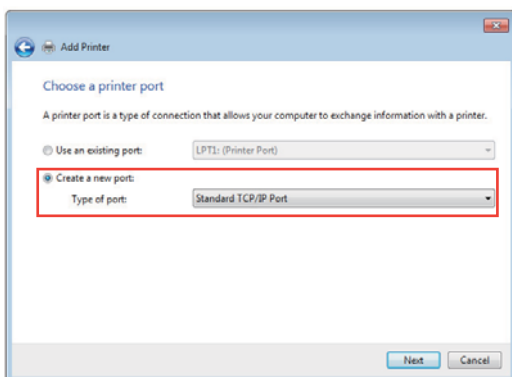 Add Printer
Choose a printer port
A printer port is a type of connection that allows your computer to exchange information with a printer.
Use an existing port: LPT1: (Printer Port)
Create a new port:
Type of port: Standard TCP/IP Port
Next Cancel